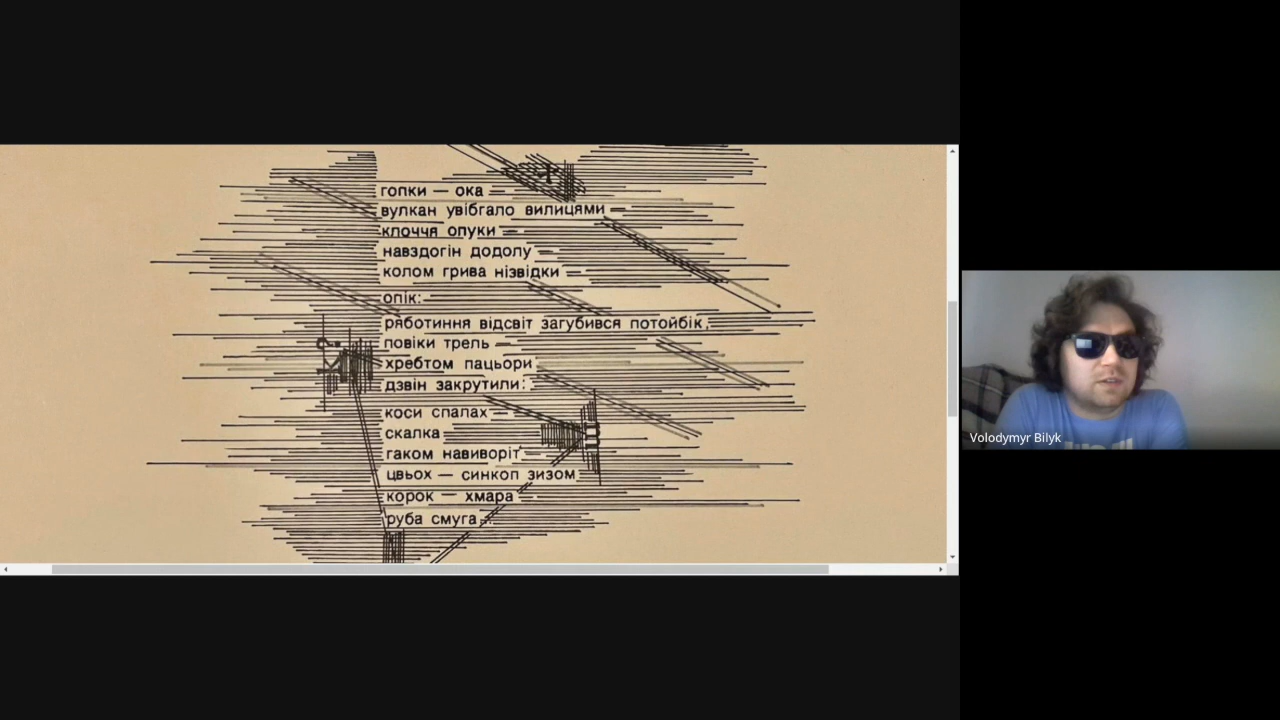 гопки — ока —
вулкан увібгало вилицями —
клоччя опуки —
навздогін додолу —
колом грива нізвідки —
опік:
ряботиння відсвіт загубився потойбік,
повіки трель —
хребтом пацьори
дзвін закрутили:
коси спалах —
скалка
гаком навиворіт
цвьох — синкоп зизом
корок — хмара
руба смуга
Volodymyr Bilyk